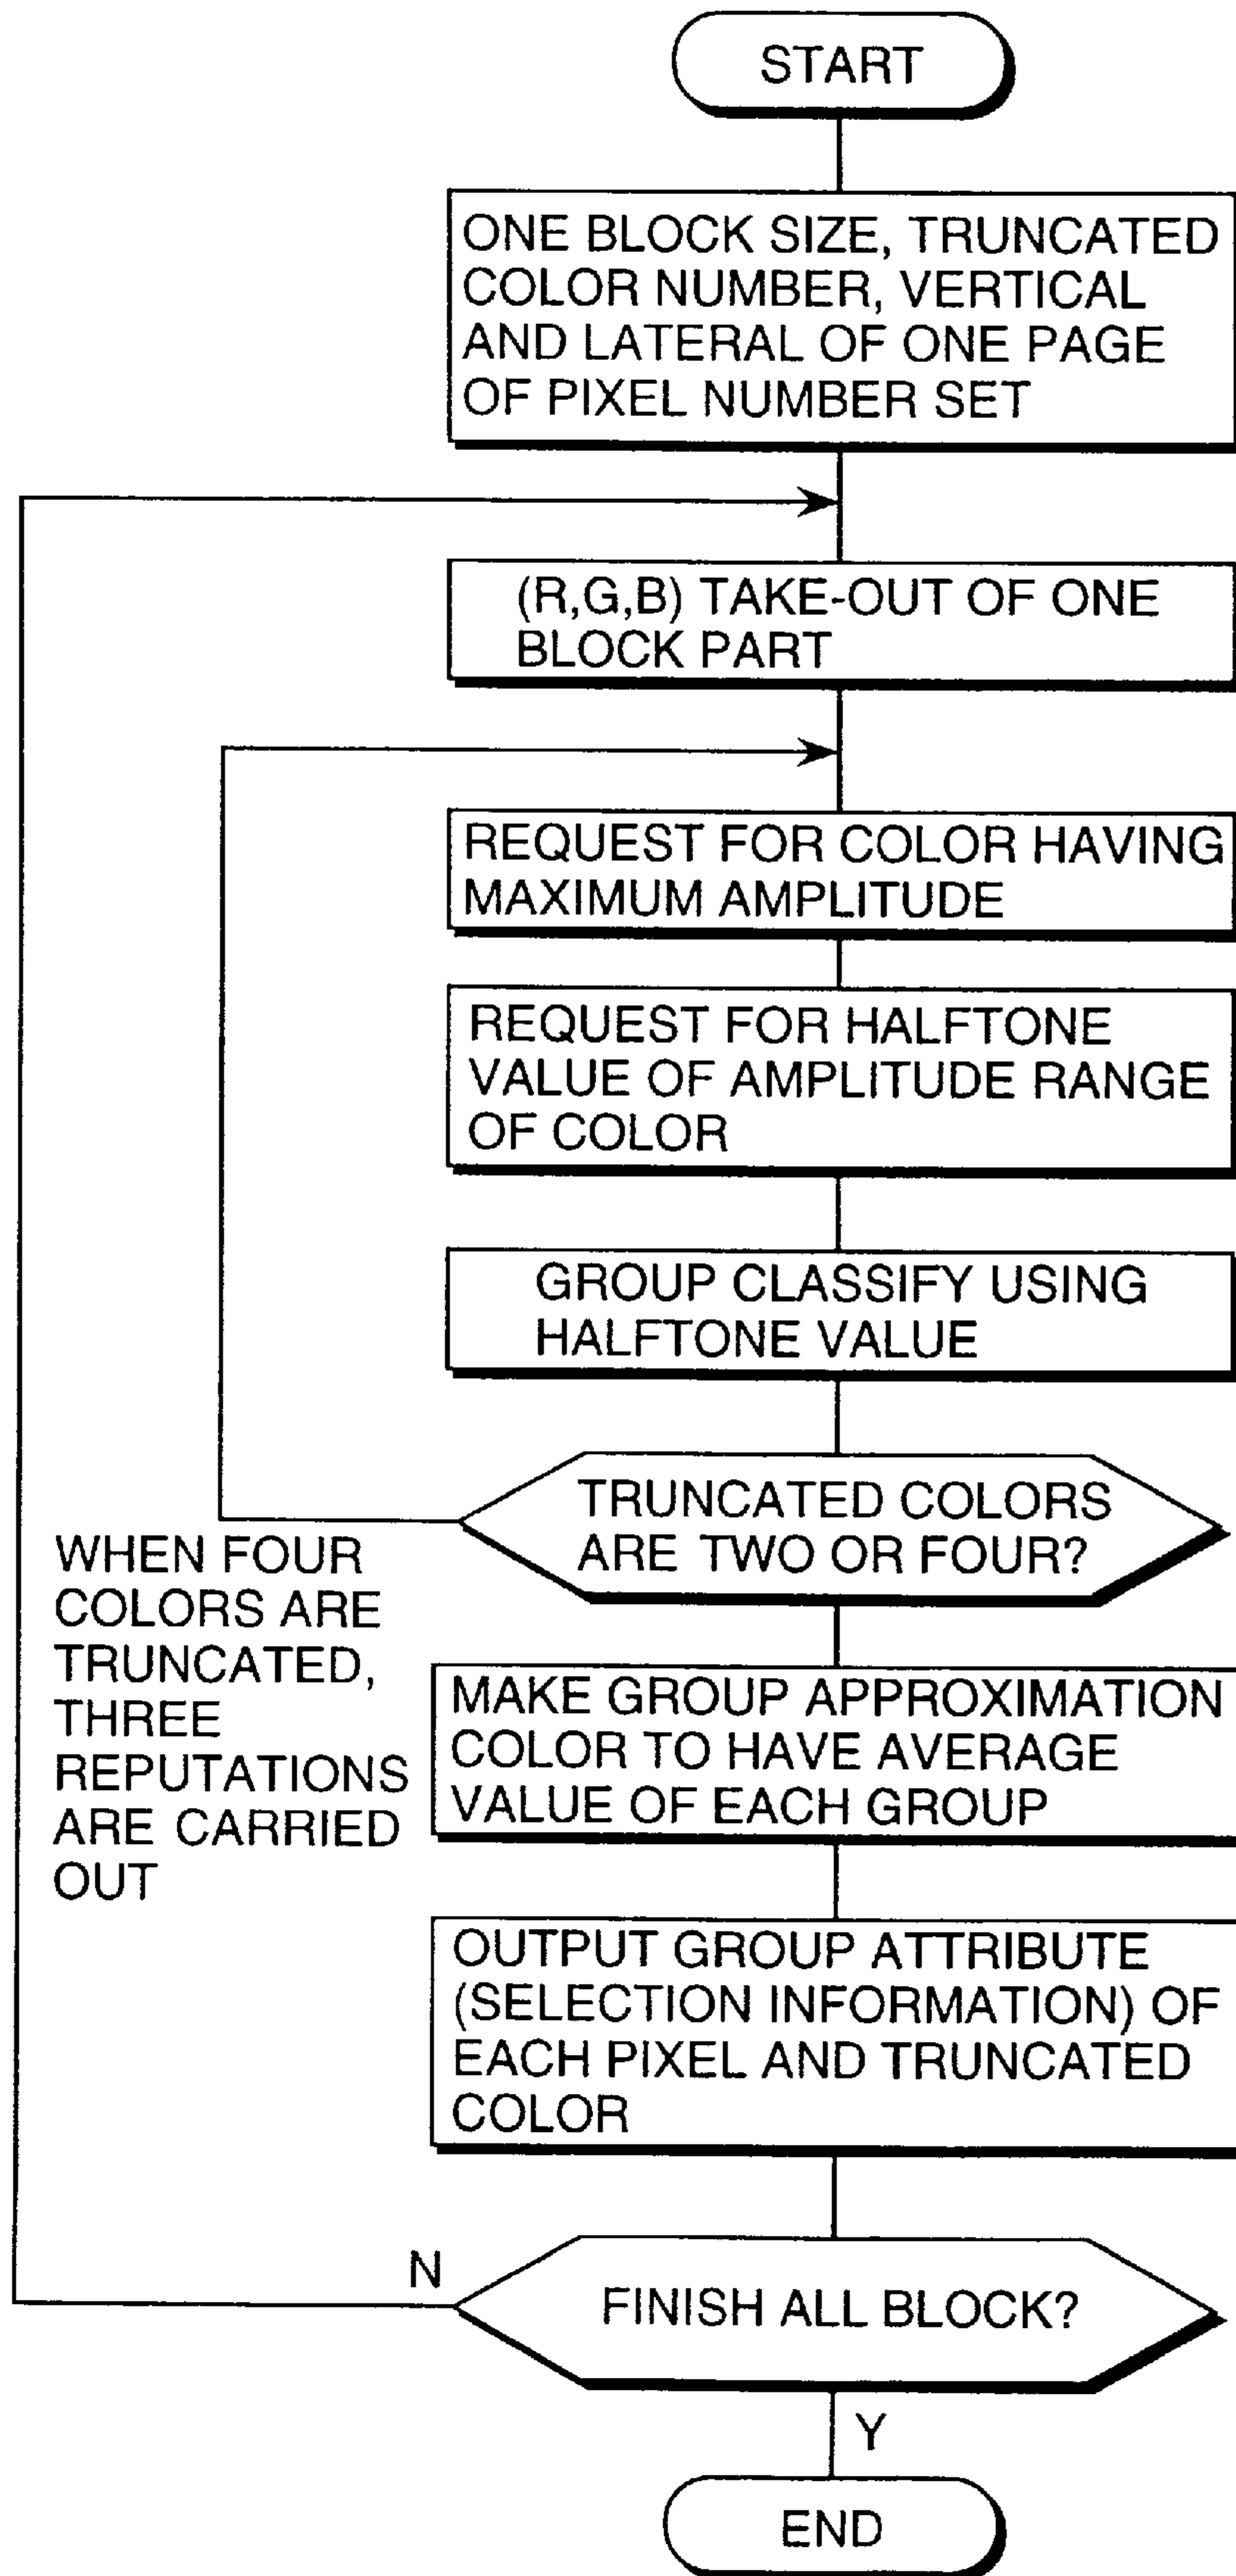 START
ONE BLOCK SIZE, TRUNCATED
COLOR NUMBER, VERTICAL
AND LATERAL OF ONE PAGE
OF PIXEL NUMBER SET
(R,G,B) TAKE-OUT OF ONE
BLOCK PART
REQUEST FOR COLOR HAVING
MAXIMUM AMPLITUDE
REQUEST FOR HALFTONE
VALUE OF AMPLITUDE RANGE
OF COLOR
GROUP CLASSIFY USING
HALFTONE VALUE
TRUNCATED COLORS
ARE TWO OR FOUR?
WHEN FOUR
COLORS ARE
TRUNCATED,
THREE
REPUTATIONS
ARE CARRIED
OUT
MAKE GROUP APPROXIMATION
COLOR TO HAVE AVERAGE
VALUE OF EACH GROUP
OUTPUT GROUP ATTRIBUTE
(SELECTION INFORMATION) OF
EACH PIXEL AND TRUNCATED
COLOR
N
FINISH ALL BLOCK?
Y
END